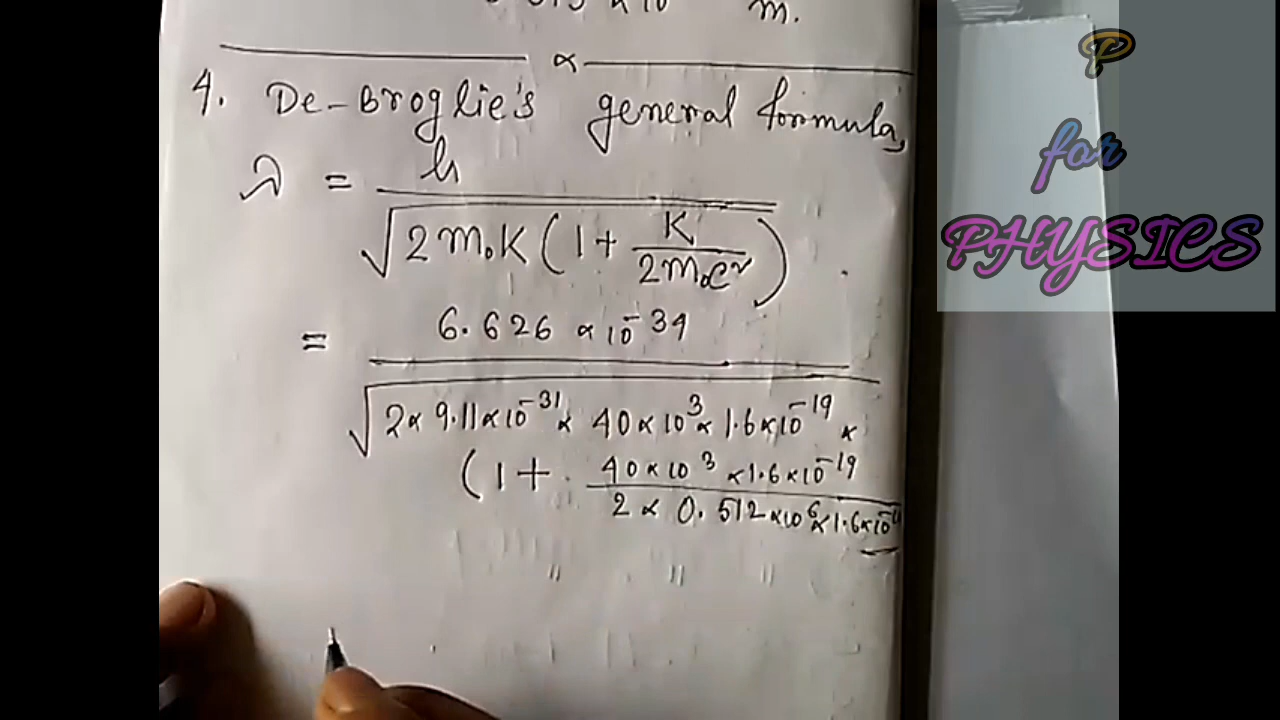 m.
∝
4. De-Broglie's general formula,
λ = h
√2m₀K(1+ K
2m₀c²)
= 6.626 × 10⁻³⁴
√2×9.11×10⁻³¹× 40×10³×1.6×10⁻¹⁹×
(1+ 40×10³×1.6×10⁻¹⁹
2 × 0.512×10⁶×1.6×10
P
for
PHYSICS